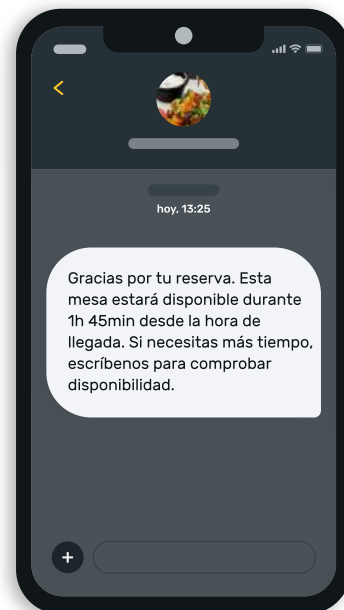 hoy, 13:25
Gracias por tu reserva. Esta
mesa estará disponible durante
1h 45min desde la hora de
llegada. Si necesitas más tiempo,
escríbenos para comprobar
disponibilidad.